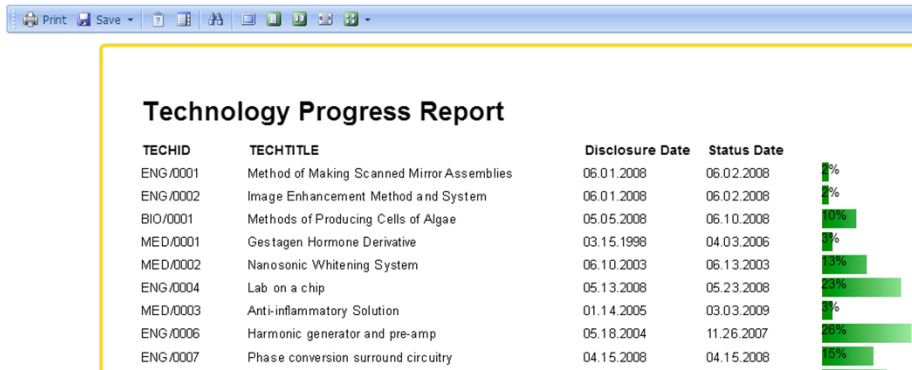 Print Save
Technology Progress Report
TECHID TECHTITLE Disclosure Date Status Date
ENG/0001 Method of Making Scanned Mirror Assemblies 06.01.2008 06.02.2008 2%
ENG/0002 Image Enhancement Method and System 06.01.2008 06.02.2008 2%
BIO/0001 Methods of Producing Cells of Algae 05.05.2008 06.10.2008 10%
MED/0001 Gestagen Hormone Derivative 03.15.1998 04.03.2006 3%
MED/0002 Nanosonic Whitening System 06.10.2003 06.13.2003 13%
ENG/0004 Lab on a chip 05.13.2008 05.23.2008 23%
MED/0003 Anti-inflammatory Solution 01.14.2005 03.03.2009 3%
ENG/0006 Harmonic generator and pre-amp 05.18.2004 11.26.2007 26%
ENG/0007 Phase conversion surround circuitry 04.15.2008 04.15.2008 15%